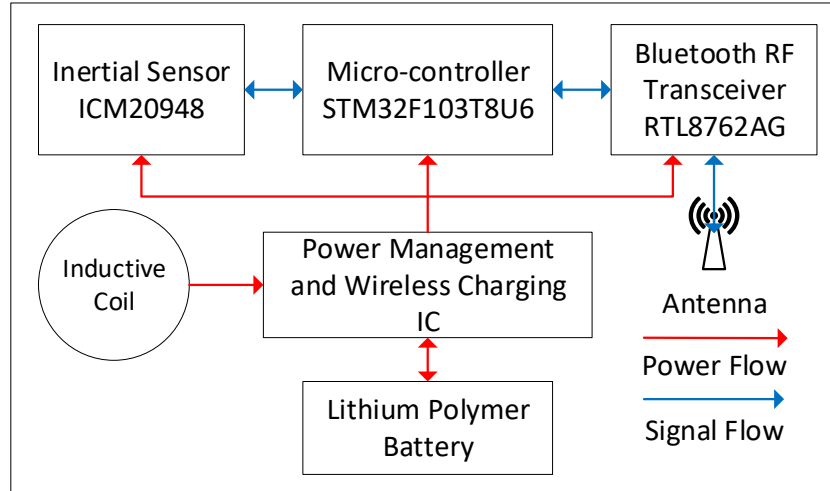 Inertial Sensor
ICM20948
Micro-controller
STM32F103T8U6
Bluetooth RF
Transceiver
RTL8762AG
Inductive
Coil
Power Management
and Wireless Charging
IC
Antenna
Power Flow
Signal Flow
Lithium Polymer
Battery